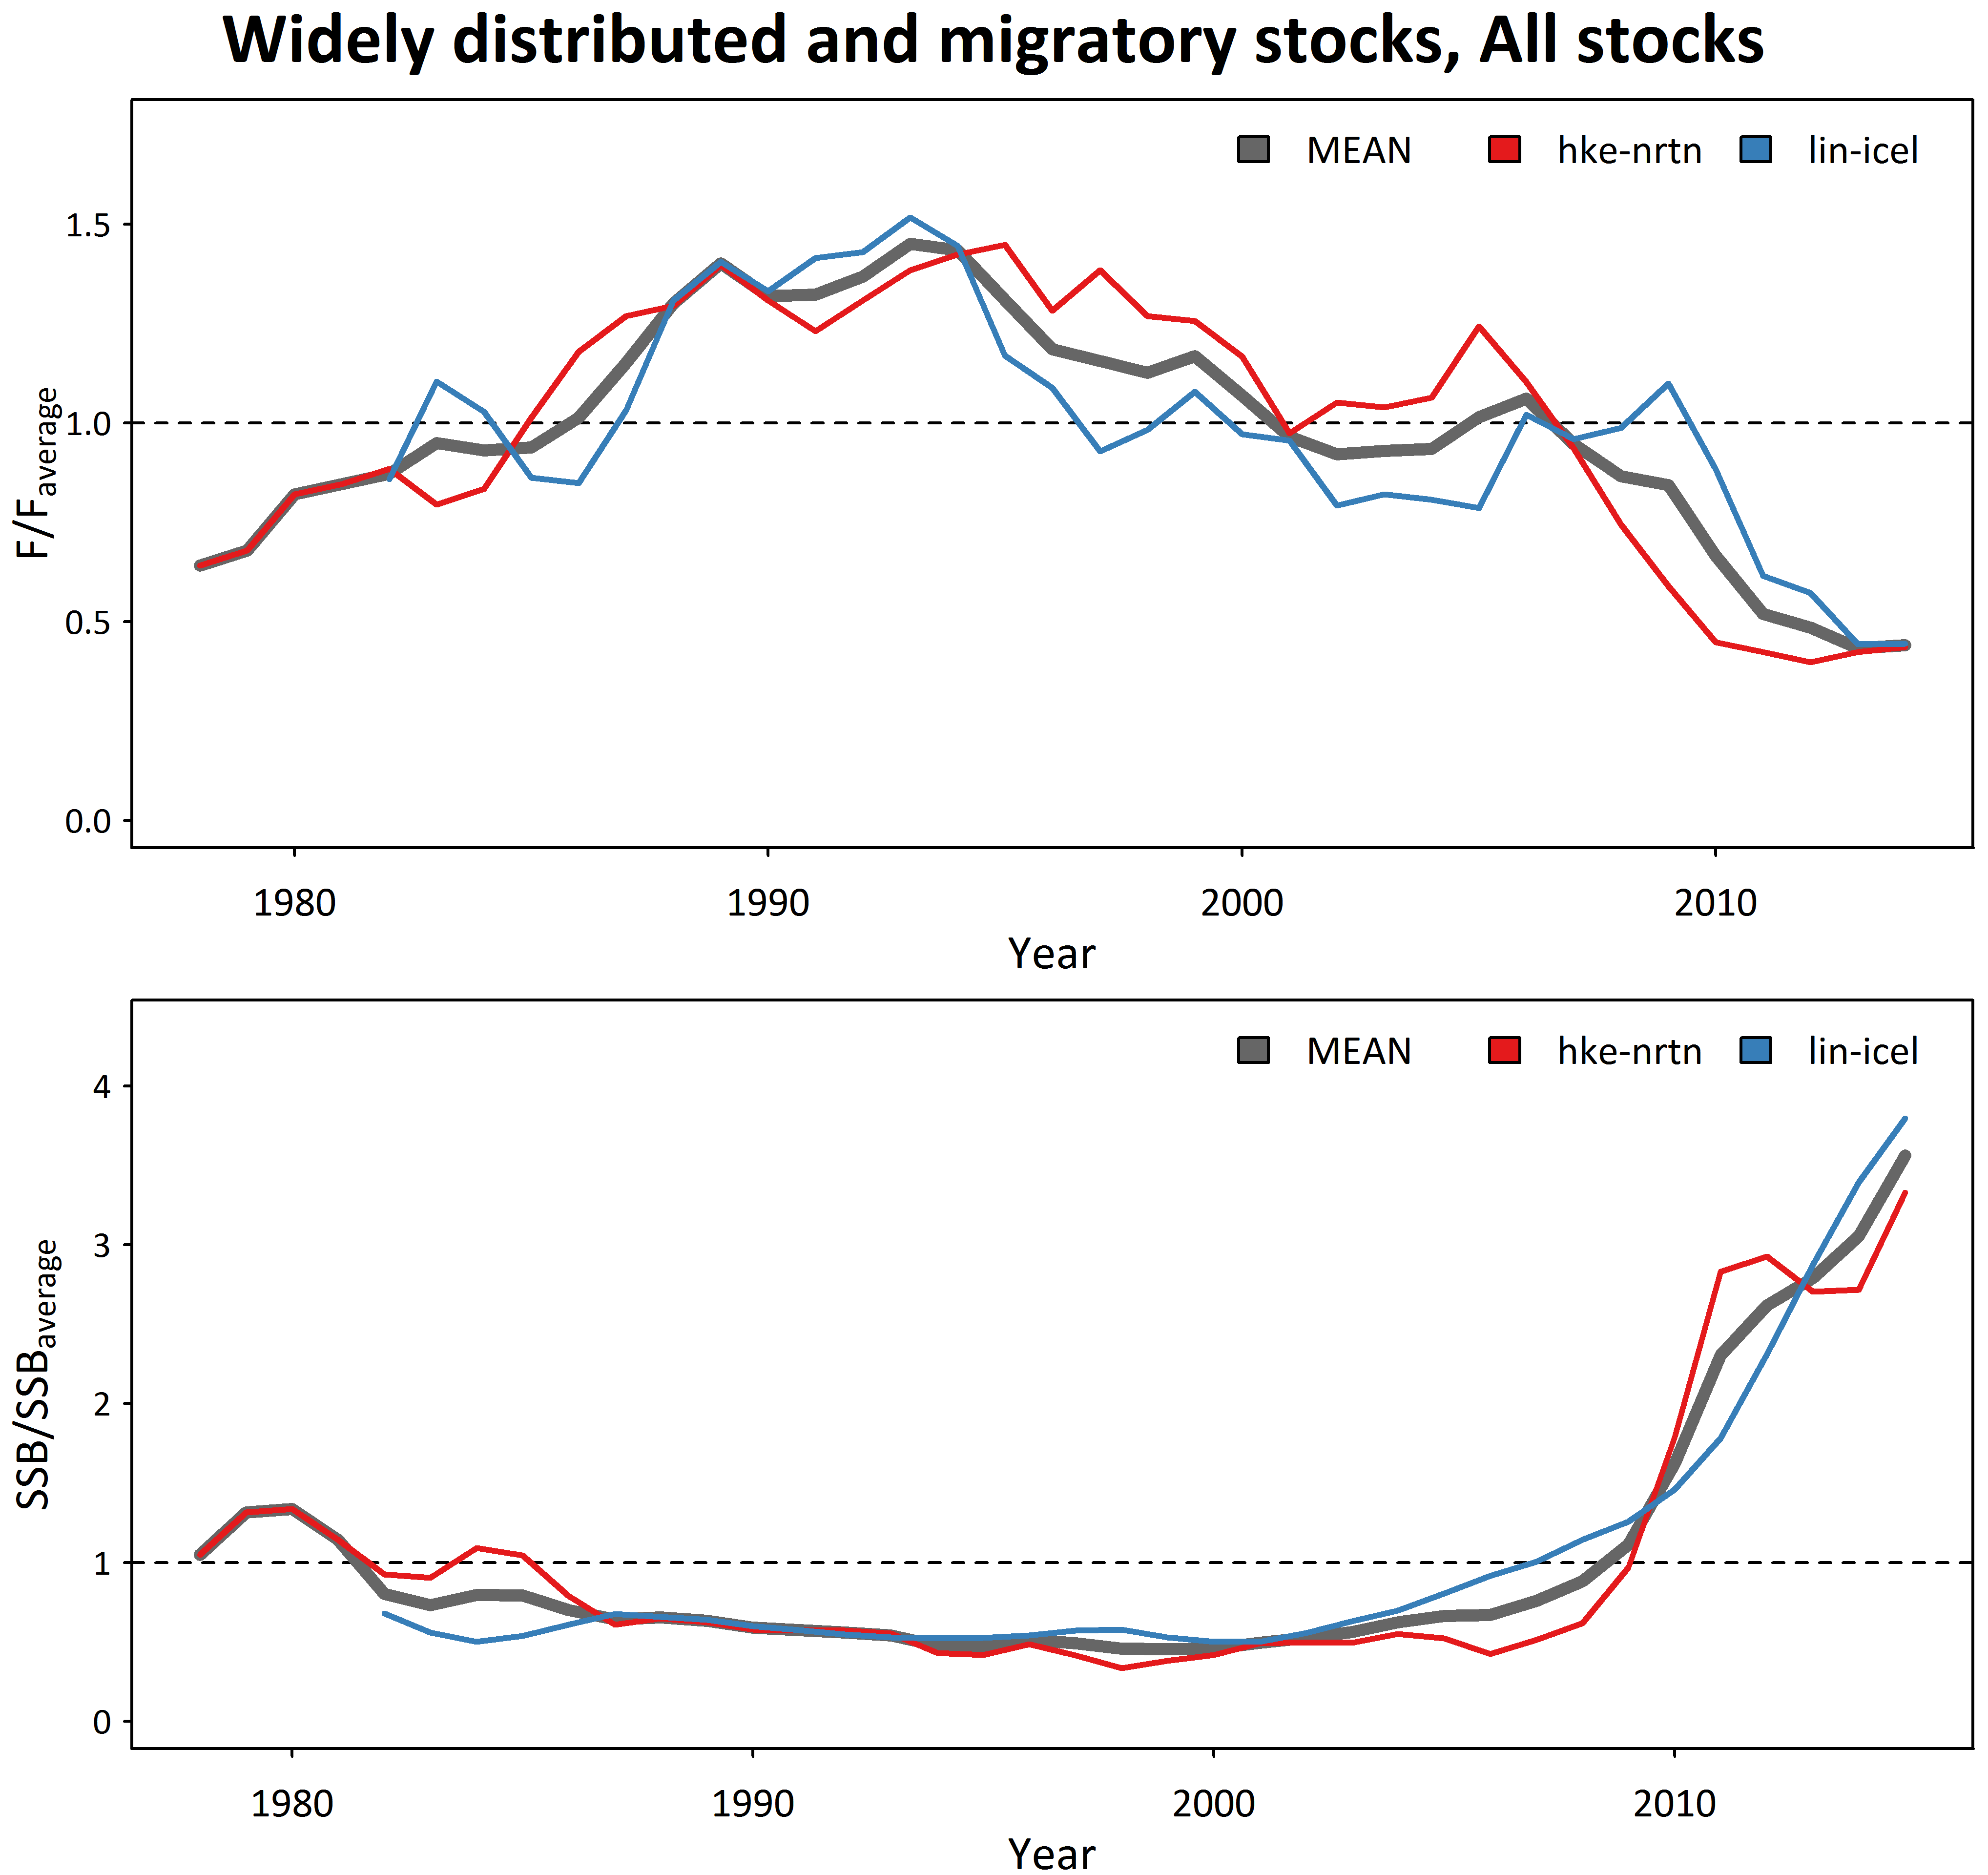 Widely distributed and migratory stocks, All stocks
MEAN hke-nrtn lin-icel
1.5
1.0
0.5
0.0
F/Faverage
1980 1990 2000 2010
Year
MEAN hke-nrtn lin-icel
4
3
2
1
0
SSB/SSBaverage
1980 1990 2000 2010
Year